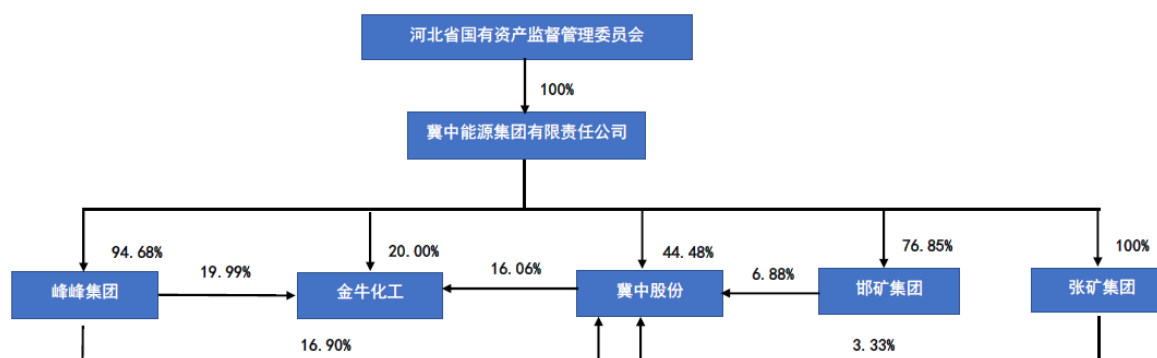 河北省国有资产监督管理委员会
100%
冀中能源集团有限责任公司
94.68%
20.00%
44.48%
76.85%
100%
峰峰集团
19.99%
金牛化工
16.06%
冀中股份
6.88%
邯矿集团
张矿集团
16.90%
3.33%